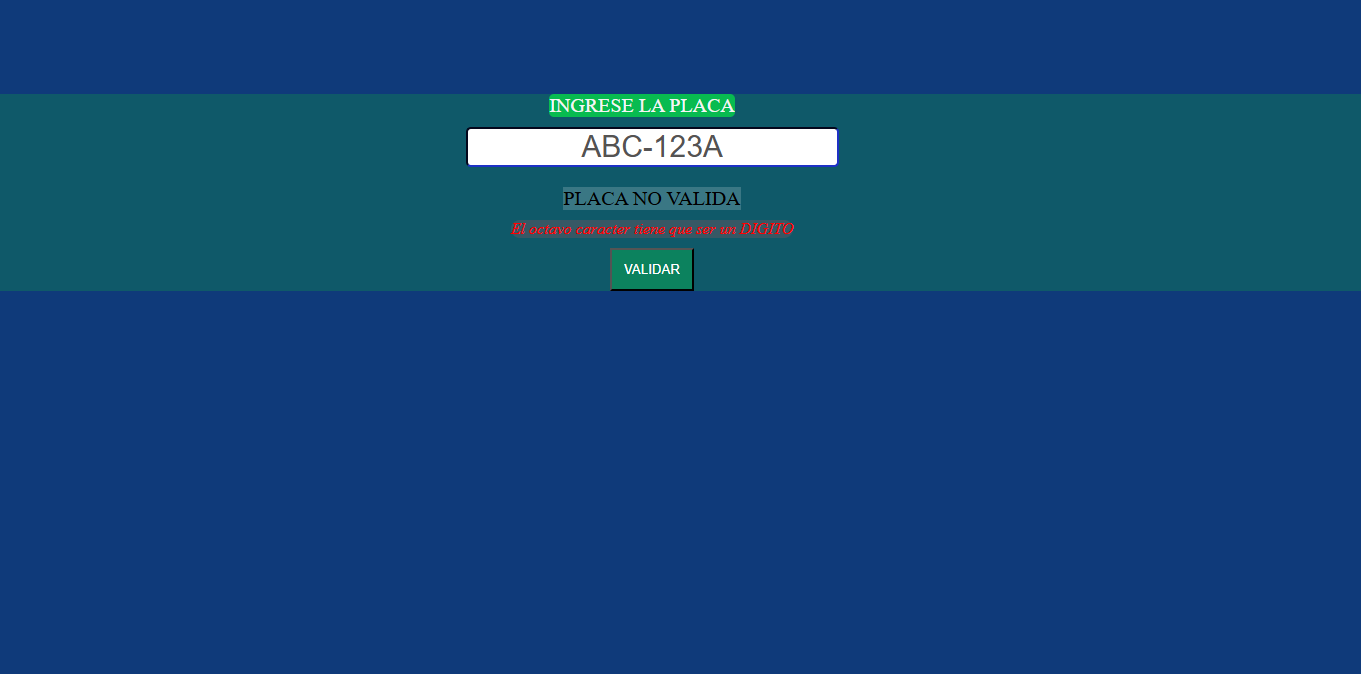 INGRESE LA PLACA
ABC-123A
PLACA NO VALIDA
El octavo caracter tiene que ser un DIGITO
VALIDAR